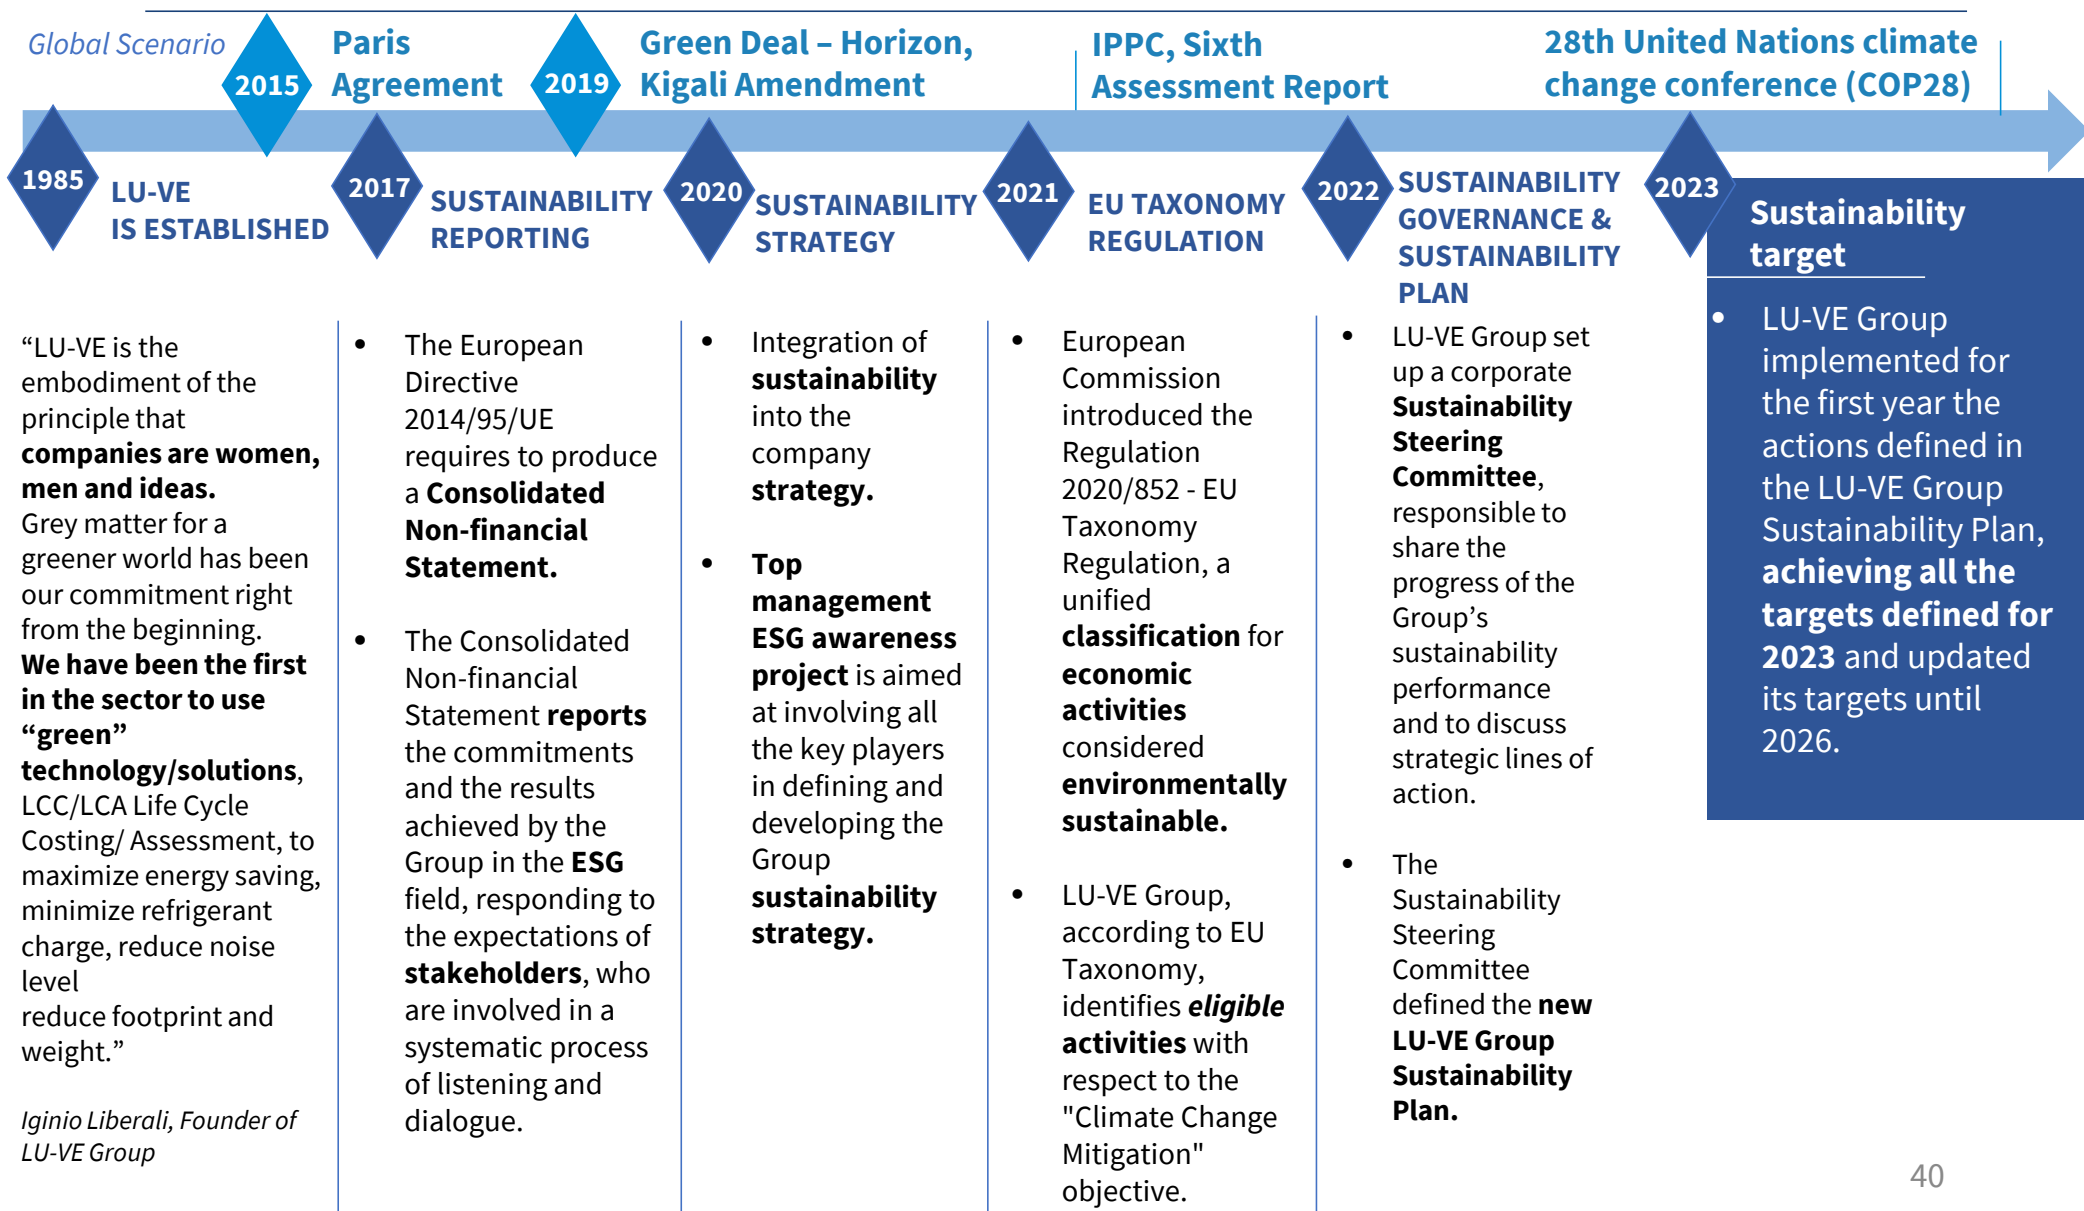 Global Scenario
2015
Paris
Agreement
2019
Green Deal – Horizon,
Kigali Amendment
IPPC, Sixth
Assessment Report
28th United Nations climate
change conference (COP28)
1985
LU-VE
IS ESTABLISHED
2017
SUSTAINABILITY
REPORTING
2020
SUSTAINABILITY
STRATEGY
2021
EU TAXONOMY
REGULATION
2022
SUSTAINABILITY
GOVERNANCE &
SUSTAINABILITY
PLAN
2023
Sustainability
target
“LU-VE is the
embodiment of the
principle that
companies are women,
men and ideas.
Grey matter for a
greener world has been
our commitment right
from the beginning.
We have been the first
in the sector to use
“green”
technology/solutions,
LCC/LCA Life Cycle
Costing/ Assessment, to
maximize energy saving,
minimize refrigerant
charge, reduce noise
level
reduce footprint and
weight.”
Iginio Liberali, Founder of
LU-VE Group
• The European
Directive
2014/95/UE
requires to produce
a Consolidated
Non-financial
Statement.
• The Consolidated
Non-financial
Statement reports
the commitments
and the results
achieved by the
Group in the ESG
field, responding to
the expectations of
stakeholders, who
are involved in a
systematic process
of listening and
dialogue.
• Integration of
sustainability
into the
company
strategy.
• Top
management
ESG awareness
project is aimed
at involving all
the key players
in defining and
developing the
Group
sustainability
strategy.
• European
Commission
introduced the
Regulation
2020/852 - EU
Taxonomy
Regulation, a
unified
classification for
economic
activities
considered
environmentally
sustainable.
• LU-VE Group,
according to EU
Taxonomy,
identifies eligible
activities with
respect to the
"Climate Change
Mitigation"
objective.
• LU-VE Group set
up a corporate
Sustainability
Steering
Committee,
responsible to
share the
progress of the
Group’s
sustainability
performance
and to discuss
strategic lines of
action.
• The
Sustainability
Steering
Committee
defined the new
LU-VE Group
Sustainability
Plan.
• LU-VE Group
implemented for
the first year the
actions defined in
the LU-VE Group
Sustainability Plan,
achieving all the
targets defined for
2023 and updated
its targets until
2026.
40